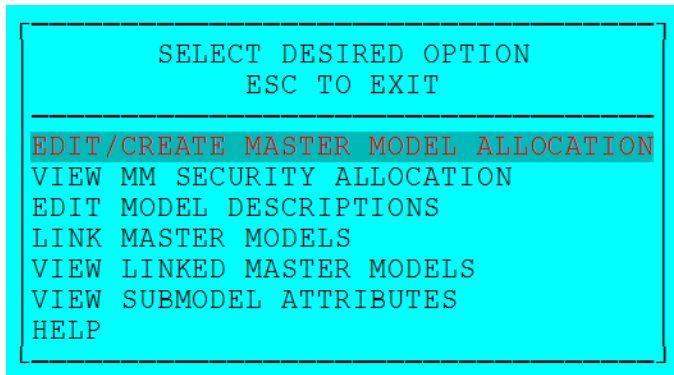 SELECT DESIRED OPTION
ESC TO EXIT
EDIT/CREATE MASTER MODEL ALLOCATION
VIEW MM SECURITY ALLOCATION
EDIT MODEL DESCRIPTIONS
LINK MASTER MODELS
VIEW LINKED MASTER MODELS
VIEW SUBMODEL ATTRIBUTES
HELP